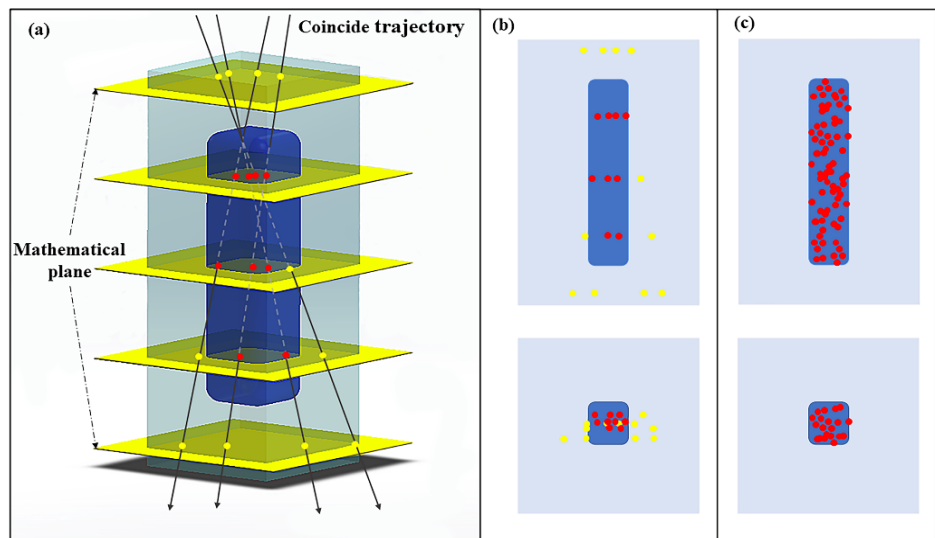 (a)
Coincide trajectory
Mathematical
plane
(b)
(c)